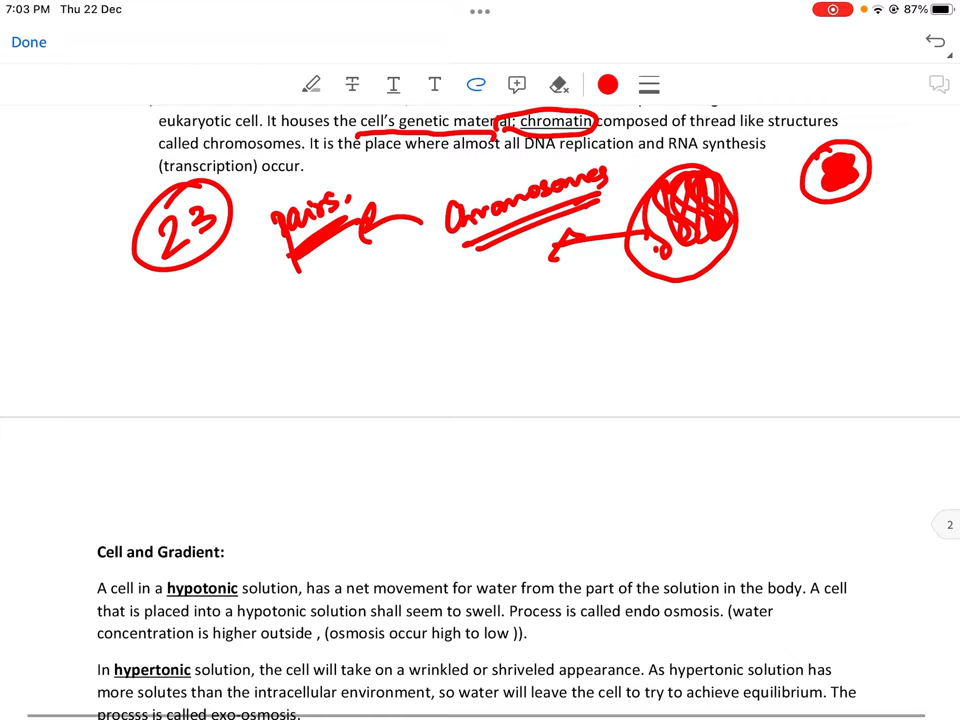 7:03 PM Thu 22 Dec
87%
Done
eukaryotic cell. It houses the cell's genetic material; chromatin composed of thread like structures
called chromosomes. It is the place where almost all DNA replication and RNA synthesis
(transcription) occur.
23 pairs. Chromosomes
2
Cell and Gradient:
A cell in a hypotonic solution, has a net movement for water from the part of the solution in the body. A cell
that is placed into a hypotonic solution shall seem to swell. Process is called endo osmosis. (water
concentration is higher outside , (osmosis occur high to low )).
In hypertonic solution, the cell will take on a wrinkled or shriveled appearance. As hypertonic solution has
more solutes than the intracellular environment, so water will leave the cell to try to achieve equilibrium. The
procsss is called exo-osmosis.